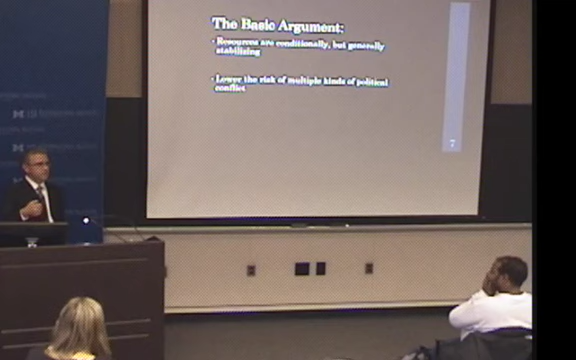 The Basic Argument:
· Resources are conditionally, but generally
stabilizing
· Lower the risk of multiple kinds of political
conflict
7